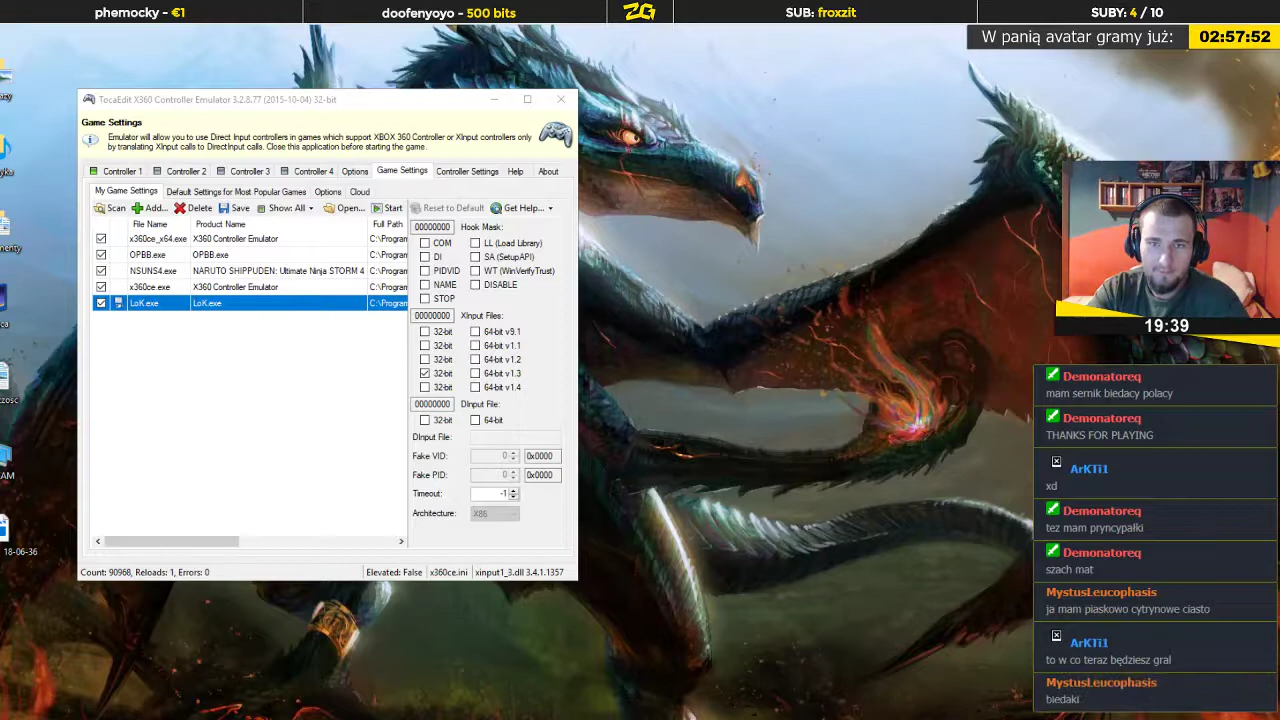 phemocky - €1
doofenyoyo - 500 bits
ZG
SUB: froxzit
SUBY: 4 / 10
W panią avatar gramy już:
02:57:52
TocaEdit X360 Controller Emulator 3.2.8.77 (2015-10-04) 32-bit
Game Settings
Emulator will allow you to use Direct Input controllers in games which support XBOX 360 Controller or XInput controllers only
by translating XInput calls to DirectInput calls. Close this application before starting the game.
Controller 1
Controller 2
Controller 3
Controller 4
Options
Game Settings
Controller Settings
Help
About
My Game Settings
Default Settings for Most Popular Games
Options
Cloud
Scan
Add...
Delete
Save
Show: All
Open...
Start
Reset to Default
Get Help...
File Name
Product Name
Full Path
x360ce_x64.exe
X360 Controller Emulator
C:\Program
OPBB.exe
OPBB.exe
C:\Program
NSUNS4.exe
NARUTO SHIPPUDEN: Ultimate Ninja STORM 4
C:\Program
x360ce.exe
X360 Controller Emulator
C:\Program
LoK.exe
LoK.exe
C:\Program
00000000
Hook Mask:
COM
LL (Load Library)
DI
SA (SetupAPI)
PIDVID
WT (WinVerifyTrust)
NAME
DISABLE
STOP
00000000
XInput Files:
32-bit
64-bit v9.1
32-bit
64-bit v1.1
32-bit
64-bit v1.2
32-bit
64-bit v1.3
32-bit
64-bit v1.4
00000000
DInput File:
32-bit
64-bit
DInput File:
Fake VID:
0
0x0000
Fake PID:
0
0x0000
Timeout:
-1
Architecture:
X86
Count: 90968, Reloads: 1, Errors: 0
Elevated: False
x360ce.ini
xinput1_3.dll 3.4.1.1357
18-06-36
19:39
Demonatoreq
mam sernik biedacy polacy
Demonatoreq
THANKS FOR PLAYING
ArKTi1
xd
Demonatoreq
tez mam pryncypałki
Demonatoreq
szach mat
MystusLeucophasis
ja mam piaskowo cytrynowe ciasto
ArKTi1
to w co teraz będziesz gral
MystusLeucophasis
biedaki